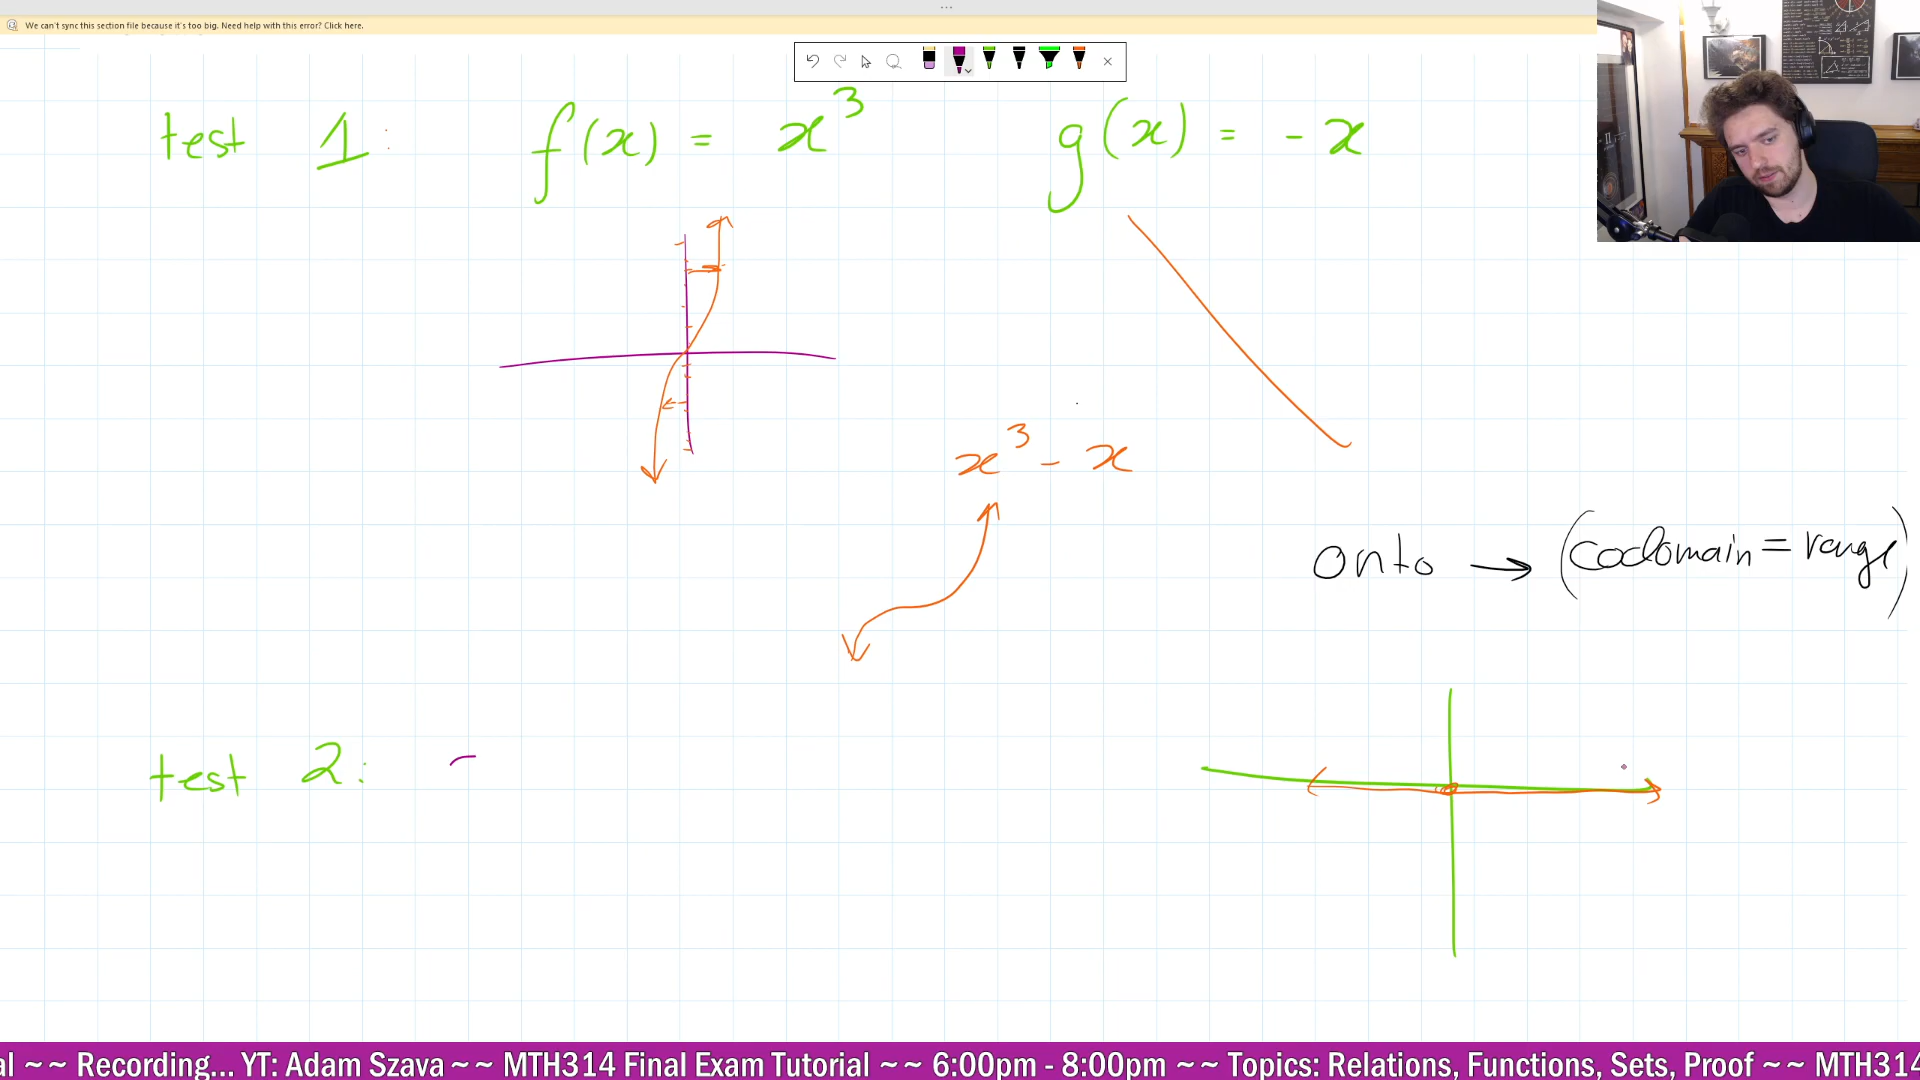 We can't sync this section file because it's too big. Need help with this error? Click here.
test 1: f(x) = x³ g(x) = -x
x³ - x
onto → (codomain = range)
test 2:
al ~~ Recording... YT: Adam Szava ~~ MTH314 Final Exam Tutorial ~~ 6:00pm - 8:00pm ~~ Topics: Relations, Functions, Sets, Proof ~~ MTH314